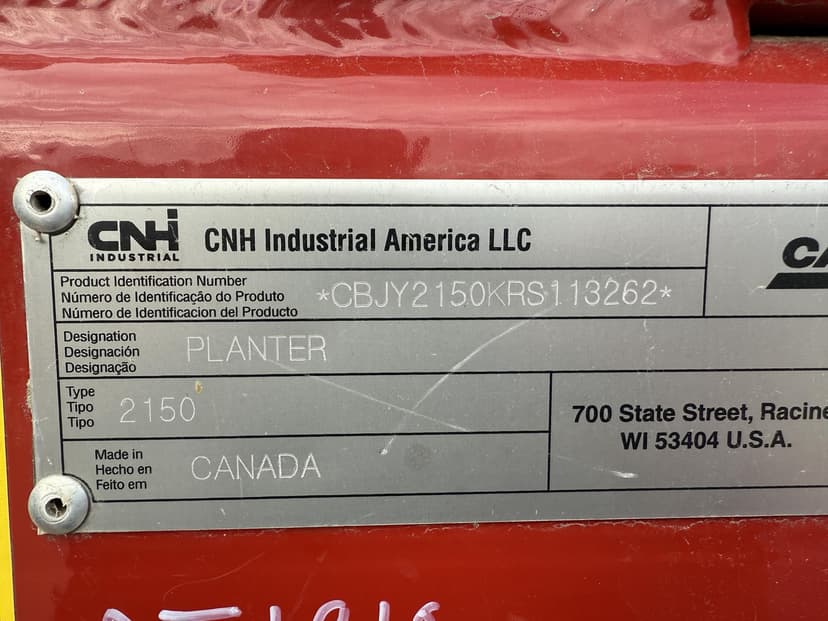 CNH
INDUSTRIAL
CNH Industrial America LLC
CA
Product Identification Number
Número de Identificação do Produto
Número de Identificacion del Producto
*CBJY2150KRS113262*
Designation
Designación
Designação
PLANTER
Type
Tipo
Tipo
2150
700 State Street, Racine
WI 53404 U.S.A.
Made in
Hecho en
Feito em
CANADA